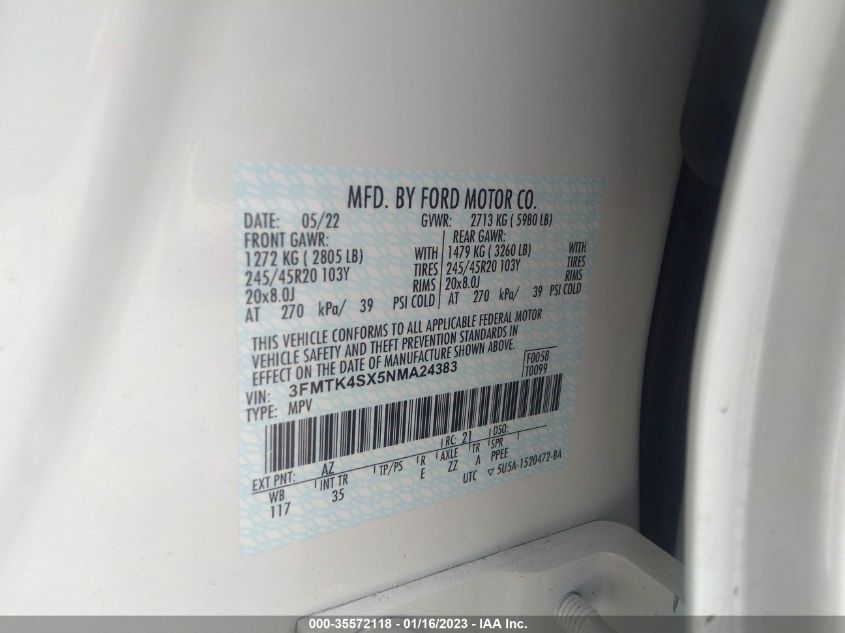 MFD. BY FORD MOTOR CO.
DATE: 05/22 GVWR: 2713 KG ( 5980 LB)
FRONT GAWR: REAR GAWR:
1272 KG ( 2805 LB) WITH 1479 KG ( 3260 LB) WITH
245/45R20 103Y TIRES 245/45R20 103Y TIRES
20x8.0J RIMS 20x8.0J RIMS
AT 270 kPa/ 39 PSI COLD AT 270 kPa/ 39 PSI COLD
THIS VEHICLE CONFORMS TO ALL APPLICABLE FEDERAL MOTOR
VEHICLE SAFETY AND THEFT PREVENTION STANDARDS IN
EFFECT ON THE DATE OF MANUFACTURE SHOWN ABOVE.
F0058
T0099
VIN: 3FMTK4SX5NMA24383
TYPE: MPV
EXT PNT: AZ RC: 21 DSO:
WB INT TR TP/PS R AXLE TR SPR
117 35 E ZZ A PPEE
UTC ▽ 5U5A-1520472-BA
000-35572118 - 01/16/2023 - IAA Inc.